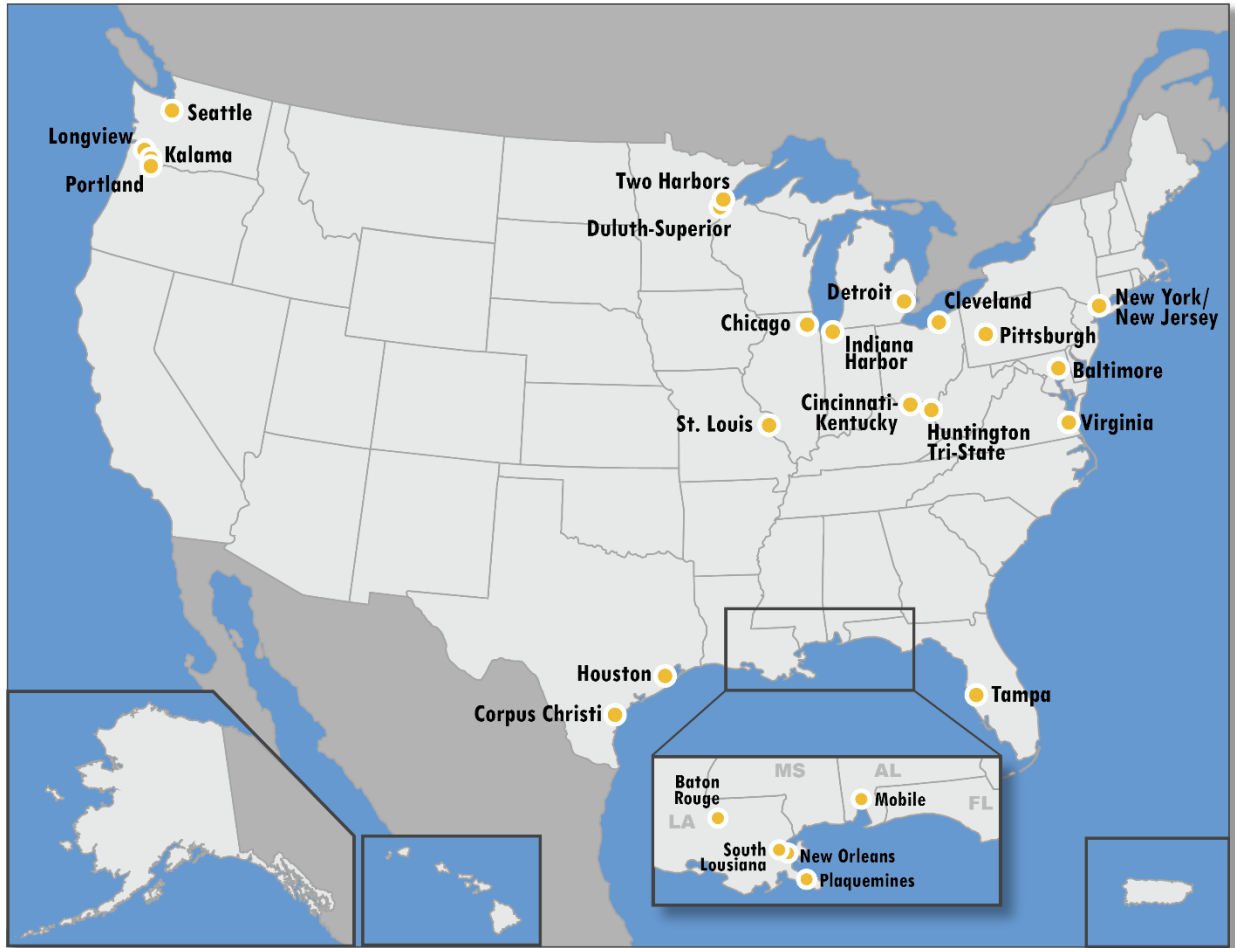 Seattle
Longview
Kalama
Portland
Two Harbors
Duluth-Superior
Detroit
Cleveland
New York/
New Jersey
Chicago
Indiana
Harbor
Pittsburgh
Baltimore
Cincinnati-
Kentucky
St. Louis
Huntington
Tri-State
Virginia
Houston
Corpus Christi
Tampa
MS
AL
FL
LA
Baton
Rouge
Mobile
South
Lousiana
New Orleans
Plaquemines